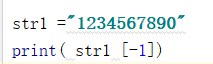 str1 ="1234567890"
print( str1 [-1])